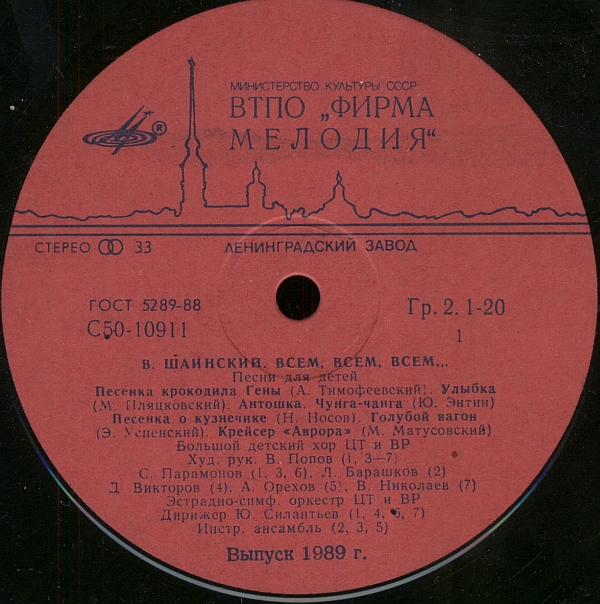 МИНИСТЕРСТВО КУЛЬТУРЫ СССР
ВТПО „ФИРМА
МЕЛОДИЯ“
®
СТЕРЕО 33
ЛЕНИНГРАДСКИЙ ЗАВОД
ГОСТ 5289-88
Гр. 2. 1-20
С50-10911
1
В. ШАИНСКИЙ. ВСЕМ, ВСЕМ, ВСЕМ...
Песни для детей
Песенка крокодила Гены (А. Тимофеевский). Улыбка
(М. Пляцковский). Антошка. Чунга-чанга (Ю. Энтин)
Песенка о кузнечике (Н. Носов). Голубой вагон
(Э. Успенский). Крейсер «Аврора» (М. Матусовский)
Большой детский хор ЦТ и ВР
Худ. рук. В. Попов (1, 3—7)
С. Парамонов (1, 3, 6), Л. Барашков (2)
Д. Викторов (4). А. Орехов (5), В. Николаев (7)
Эстрадно-симф. оркестр ЦТ и ВР
Дирижер Ю. Силантьев (1, 4, 6, 7)
Инстр. ансамбль (2, 3, 5)
Выпуск 1989 г.